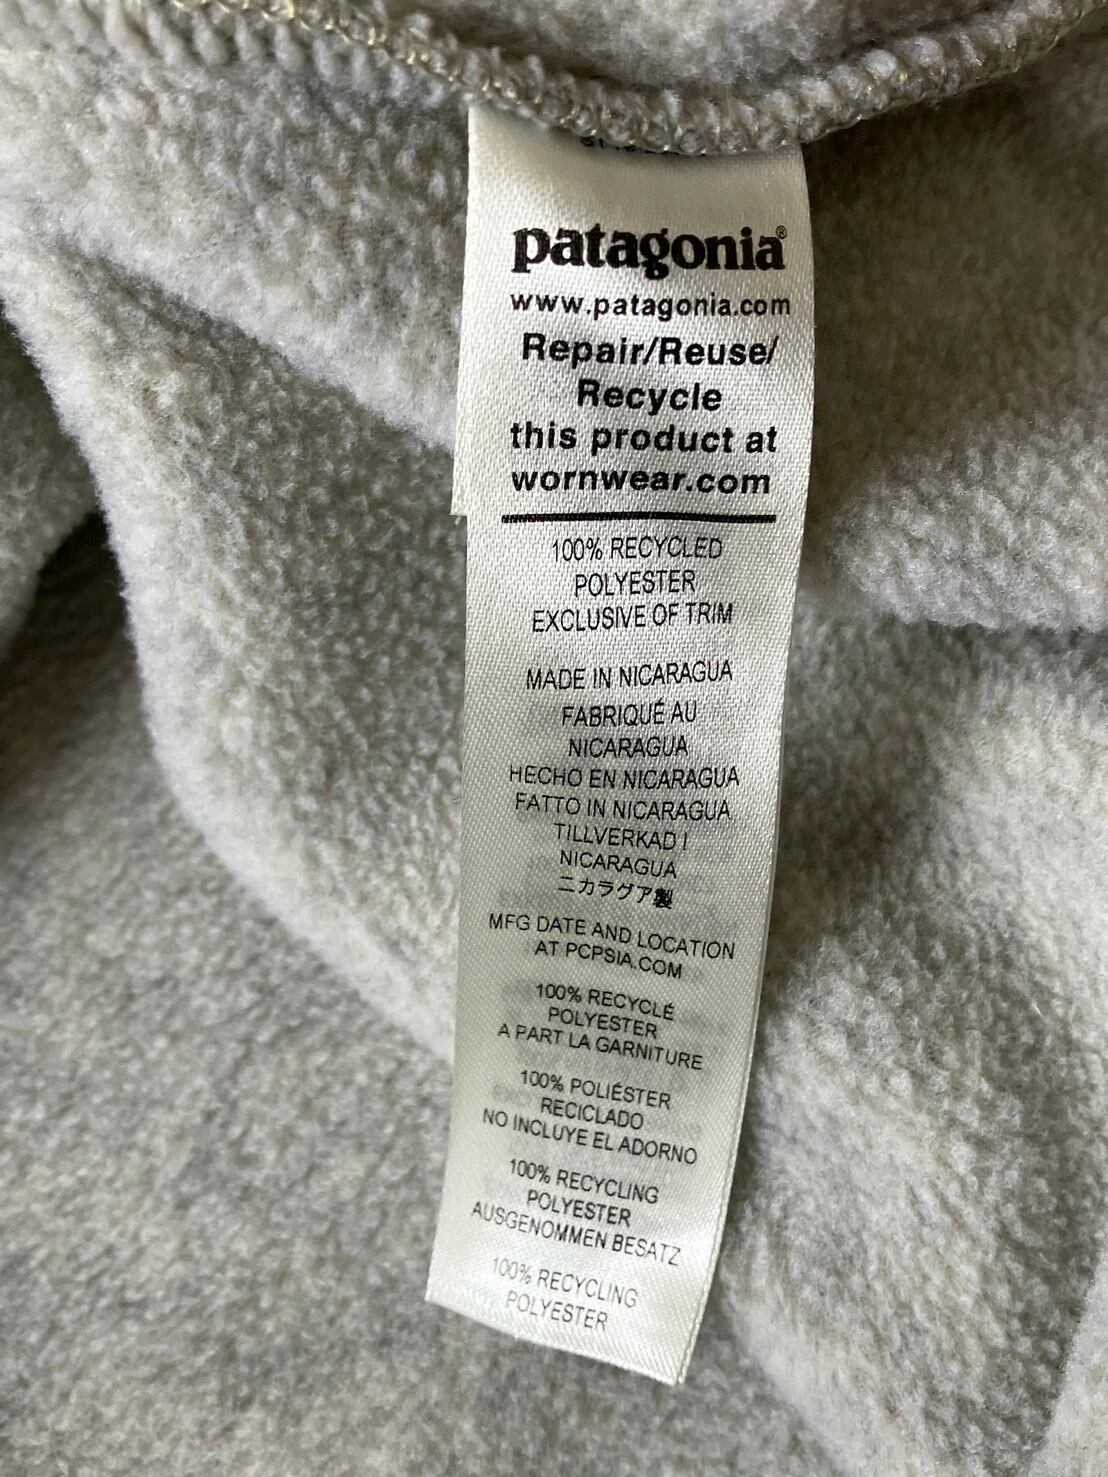 patagonia®
www.patagonia.com
Repair/Reuse/
Recycle
this product at
wornwear.com
100% RECYCLED
POLYESTER
EXCLUSIVE OF TRIM
MADE IN NICARAGUA
FABRIQUÉ AU
NICARAGUA
HECHO EN NICARAGUA
FATTO IN NICARAGUA
TILLVERKAD I
NICARAGUA
ニカラグア製
MFG DATE AND LOCATION
AT PCPSIA.COM
100% RECYCLÉ
POLYESTER
A PART LA GARNITURE
100% POLIÉSTER
RECICLADO
NO INCLUYE EL ADORNO
100% RECYCLING
POLYESTER
AUSGENOMMEN BESATZ
100% RECYCLING
POLYESTER